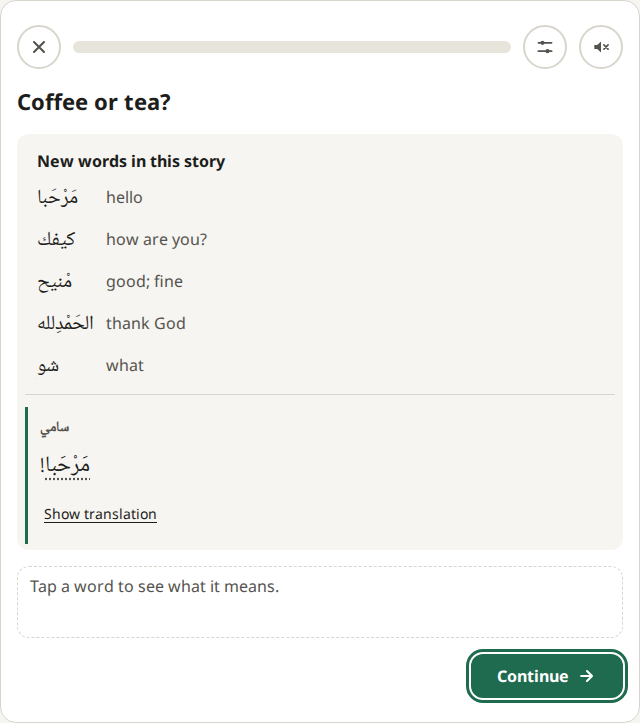 Coffee or tea?
New words in this story
مَرْحَبا hello
كيفك how are you?
مْنيح good; fine
الحَمْدِلله thank God
شو what
سامي
مَرْحَبا!
Show translation
Tap a word to see what it means.
Continue →